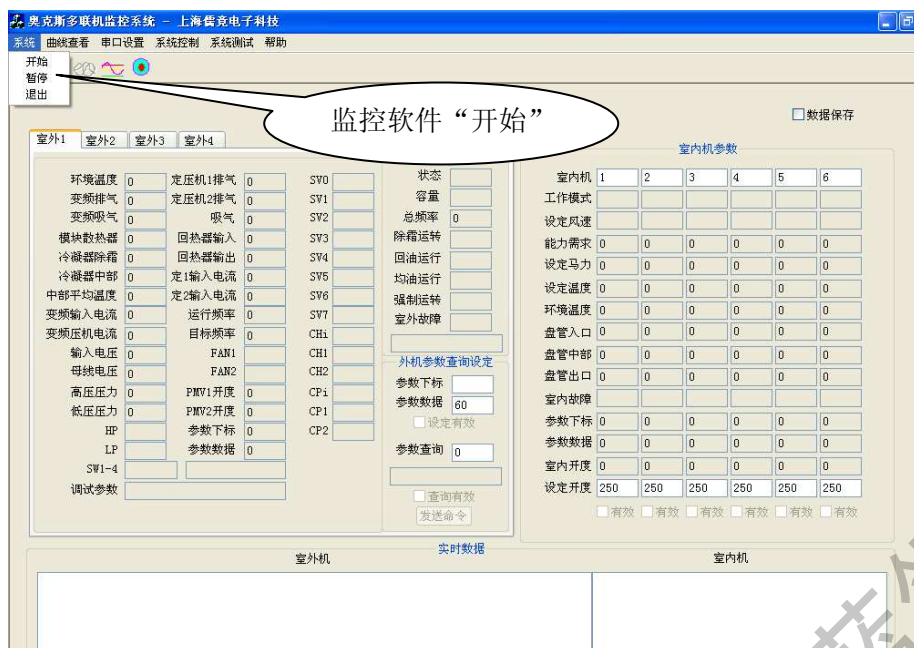 奥克斯多联机监控系统 - 上海儒竞电子科技
系统 曲线查看 串口设置 系统控制 系统测试 帮助
开始
暂停
退出
监控软件“开始”
数据保存
室外1 室外2 室外3 室外4
环境温度 0 定压机1排气 0 SV0
变频排气 0 定压机2排气 0 SV1
变频吸气 0 吸气 0 SV2
模块散热器 0 回热器输入 0 SV3
冷凝器除霜 0 回热器输出 0 SV4
冷凝器中部 0 定1输入电流 0 SV5
中部平均温度 0 定2输入电流 0 SV6
变频输入电流 0 运行频率 0 SV7
变频压机电流 0 目标频率 0 CHi
输入电压 0 FAN1 CH1
母线电压 0 FAN2 CH2
高压压力 0 PMV1开度 0 CPi
低压压力 0 PMV2开度 0 CP1
HP 参数下标 0 CP2
LP 参数数据 0
SW1-4
调试参数
状态
容量
总频率 0
除霜运转
回油运行
均油运行
强制运转
室外故障
外机参数查询设定
参数下标
参数数据 60
设定有效
参数查询 0
查询有效
发送命令
室内机参数
室内机 1 2 3 4 5 6
工作模式
设定风速
能力需求 0 0 0 0 0 0
设定马力 0 0 0 0 0 0
设定温度 0 0 0 0 0 0
环境温度 0 0 0 0 0 0
盘管入口 0 0 0 0 0 0
盘管中部 0 0 0 0 0 0
盘管出口 0 0 0 0 0 0
室内故障
参数下标 0 0 0 0 0 0
参数数据 0 0 0 0 0 0
室内开度 0 0 0 0 0 0
设定开度 250 250 250 250 250 250
有效 有效 有效 有效 有效 有效
实时数据
室外机 室内机